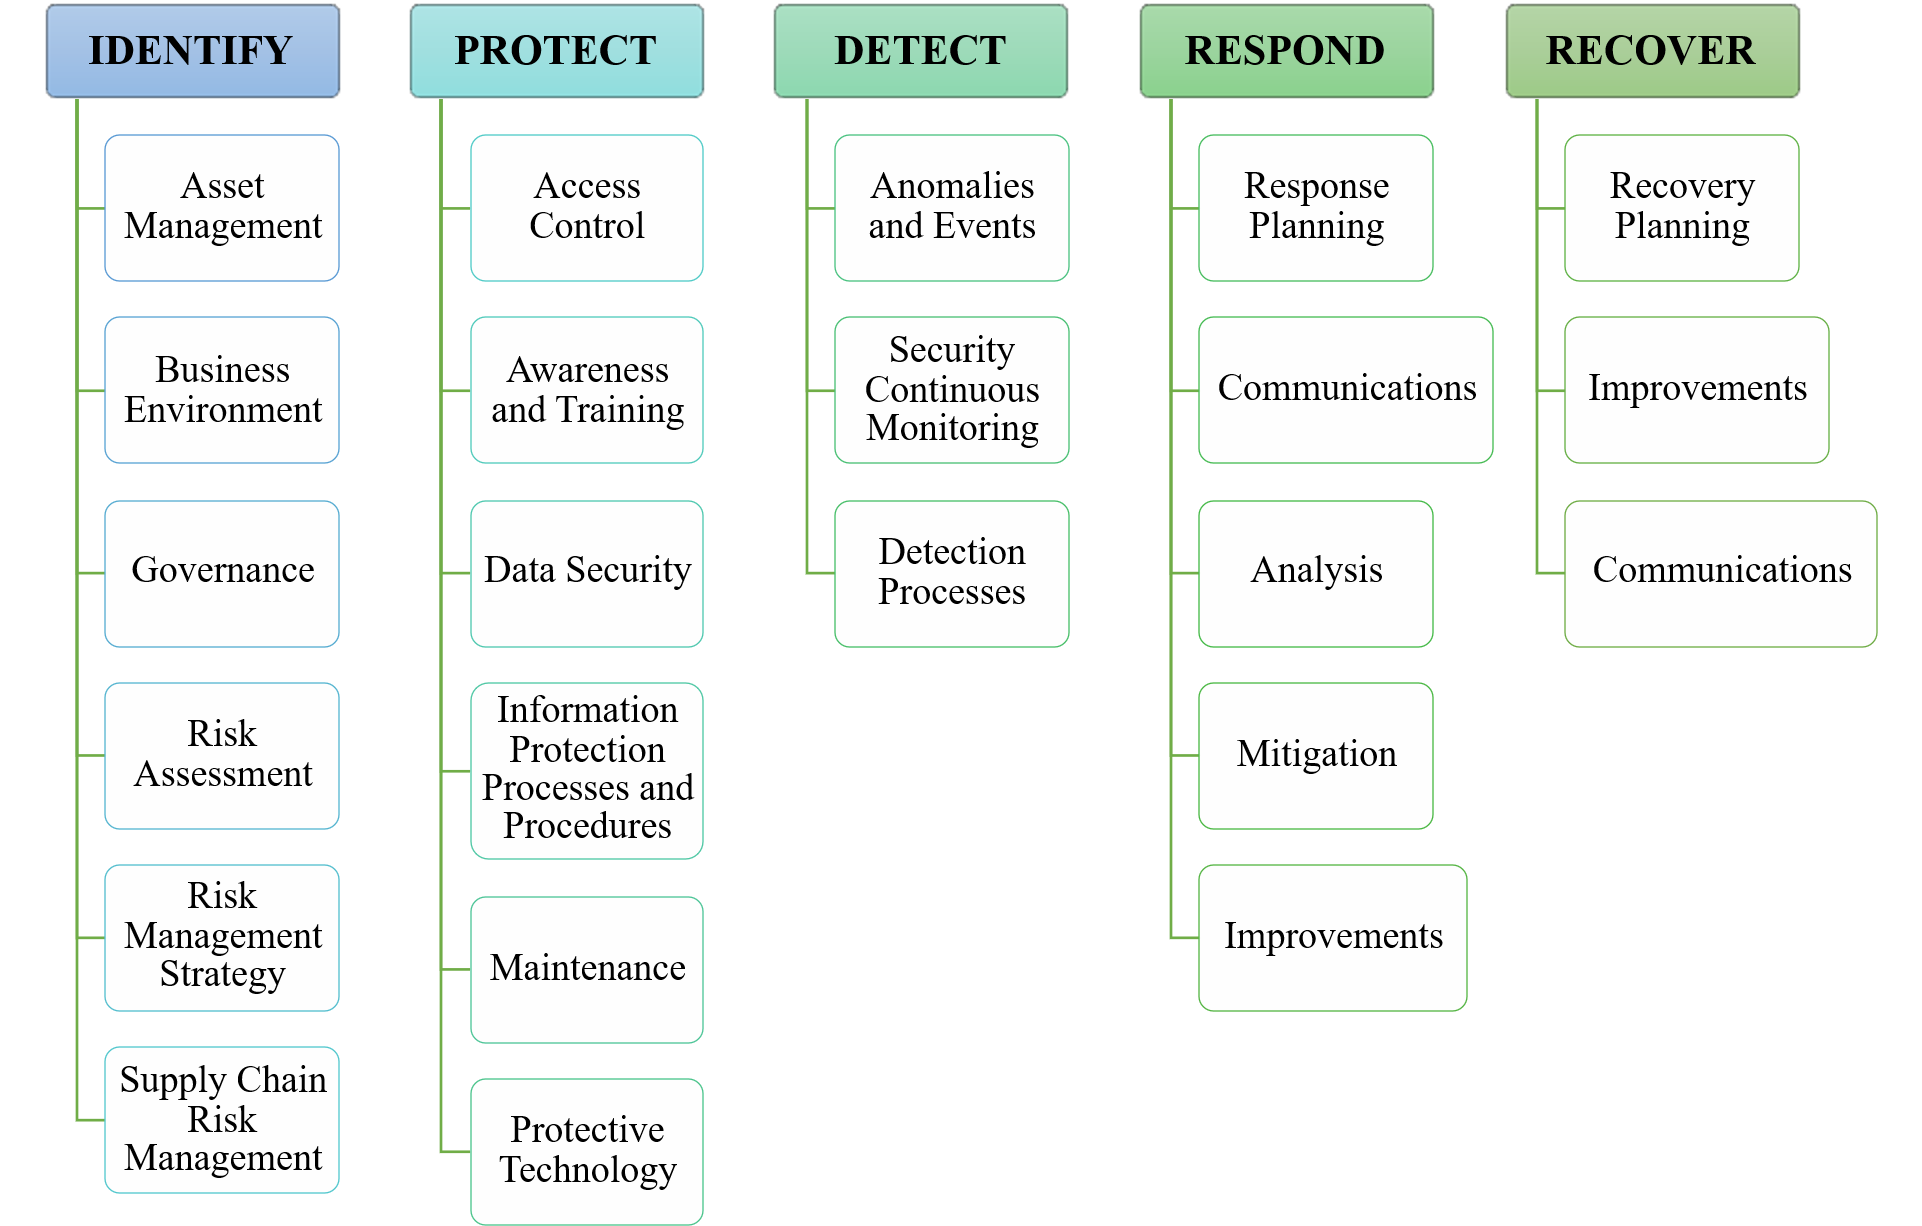 IDENTIFY
Asset
Management
Business
Environment
Governance
Risk
Assessment
Risk
Management
Strategy
Supply Chain
Risk
Management
PROTECT
Access
Control
Awareness
and Training
Data Security
Information
Protection
Processes and
Procedures
Maintenance
Protective
Technology
DETECT
Anomalies
and Events
Security
Continuous
Monitoring
Detection
Processes
RESPOND
Response
Planning
Communications
Analysis
Mitigation
Improvements
RECOVER
Recovery
Planning
Improvements
Communications